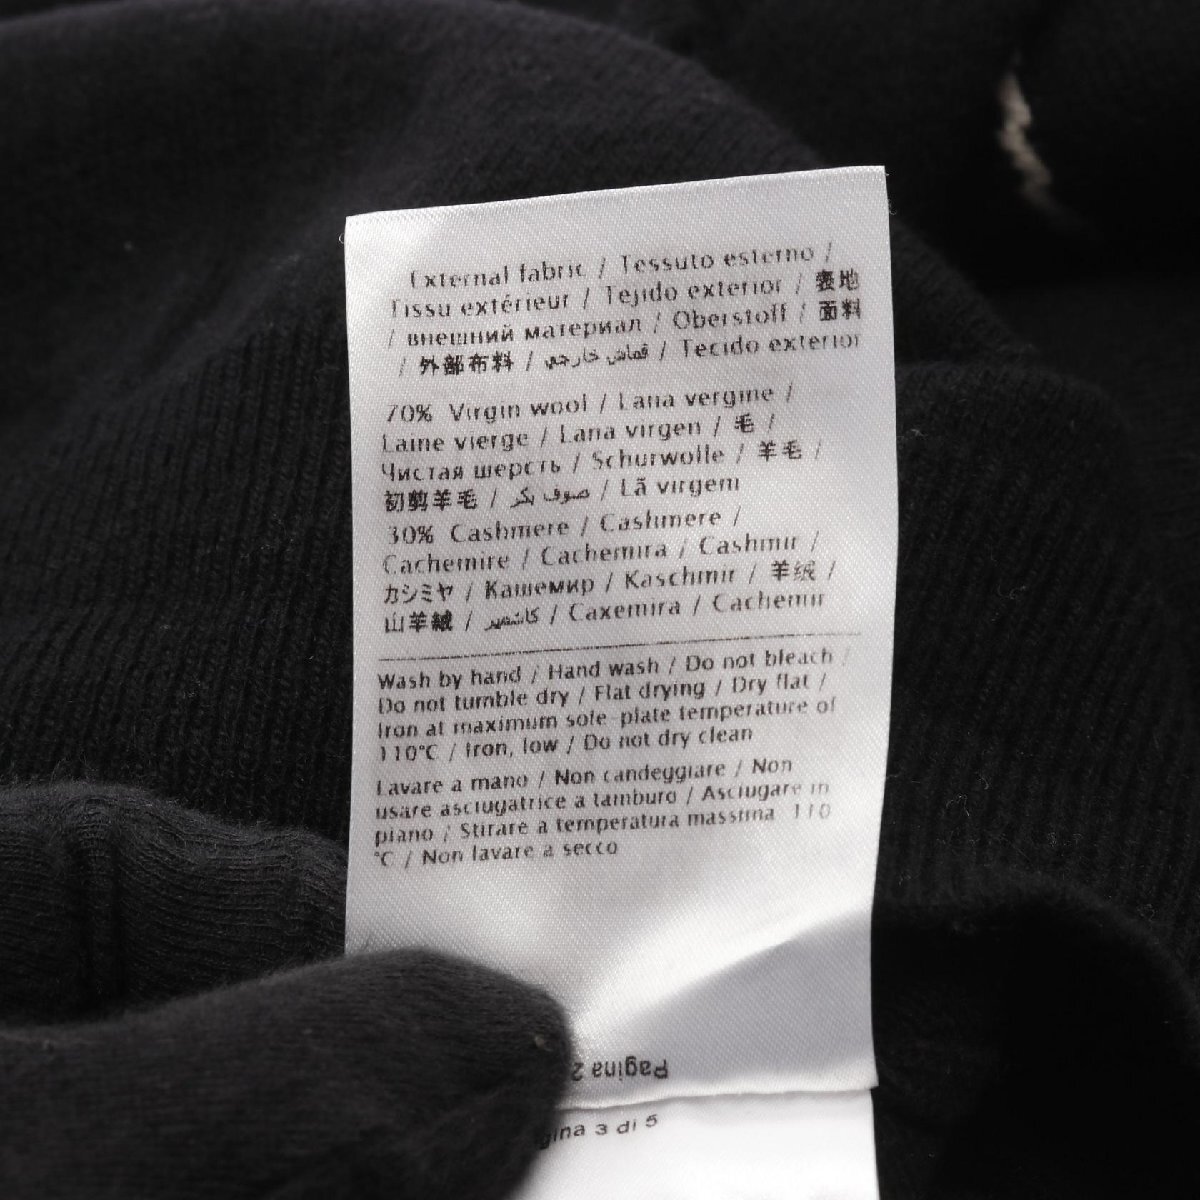 External fabric / Tessuto esterno /
Tissu extérieur / Tejido exterior / 表地
/ внешний материал / Oberstoff / 面料
/ 外部布料 / قماش خارجي / Tecido exterior
70% Virgin wool / Lana vergine /
Laine vierge / Lana virgen / 毛 /
Чистая шерсть / Schurwolle / 羊毛 /
初剪羊毛 / صوف بكر / Lã virgem
30% Cashmere / Cashmere /
Cachemire / Cachemira / Cashmir /
カシミヤ / Кашемир / Kaschmir / 羊绒 /
山羊絨 / كاشمير / Caxemira / Cachemir
Wash by hand / Hand wash / Do not bleach /
Do not tumble dry / Flat drying / Dry flat /
Iron at maximum sole-plate temperature of
110°C / Iron, low / Do not dry clean
Lavare a mano / Non candeggiare / Non
usare asciugatrice a tamburo / Asciugare in
piano / Stirare a temperatura massima 110
°C / Non lavare a secco
Pagina 2
3 di 5